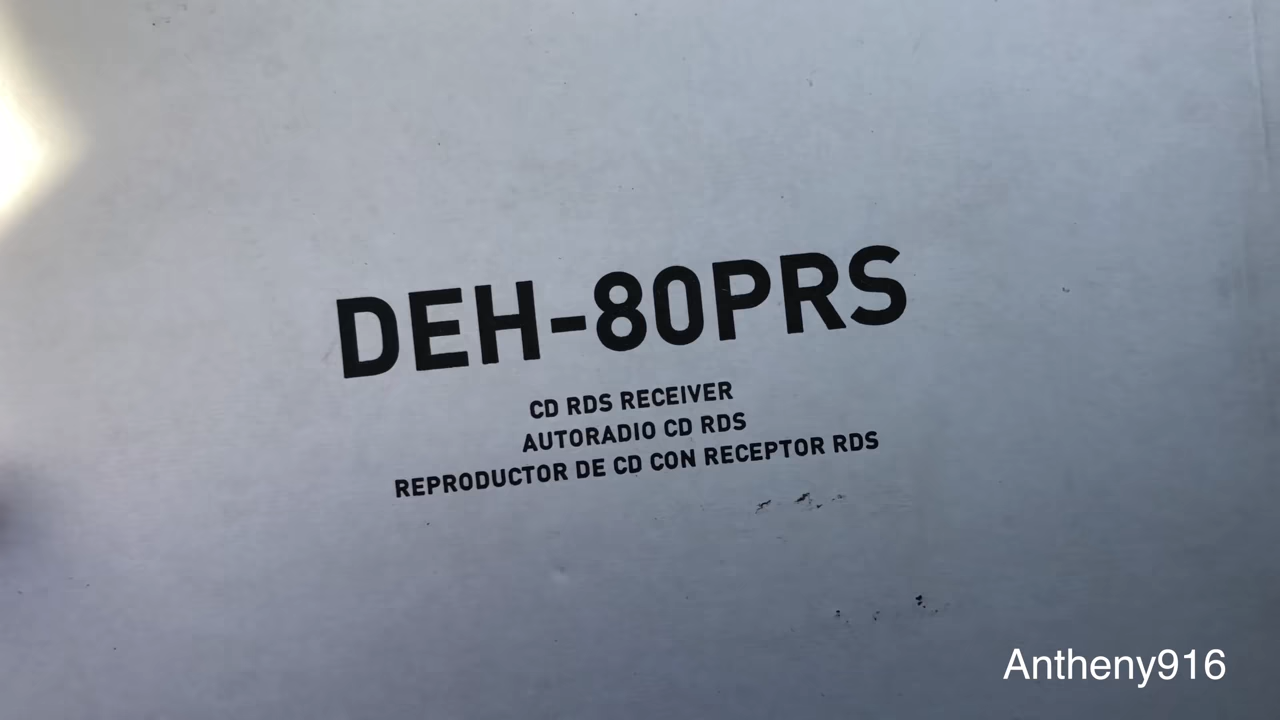 DEH-80PRS
CD RDS RECEIVER
AUTORADIO CD RDS
REPRODUCTOR DE CD CON RECEPTOR RDS
Antheny916